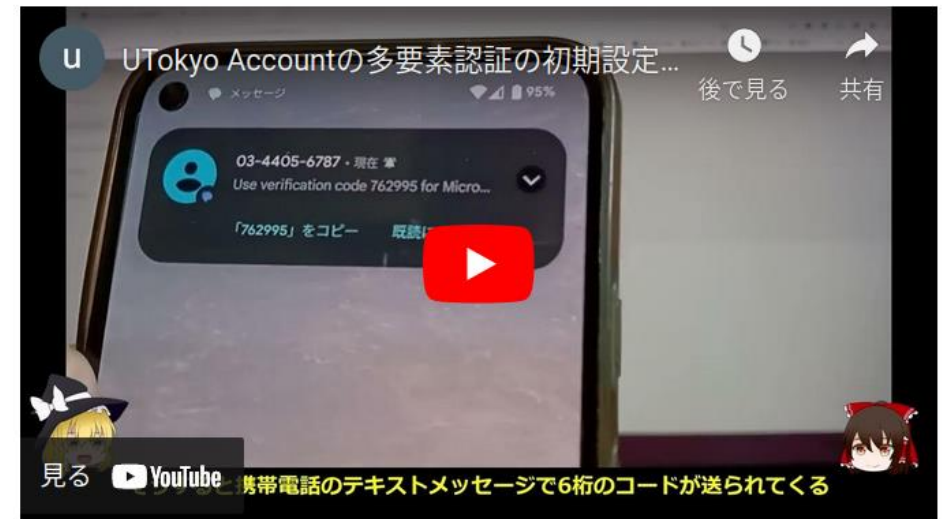 u
UTokyo Accountの多要素認証の初期設定...
後で見る
共有
メッセージ
95%
03-4405-6787・現在
Use verification code 762995 for Micro...
「762995」をコピー
既読に
見る
YouTube
携帯電話のテキストメッセージで6桁のコードが送られてくる